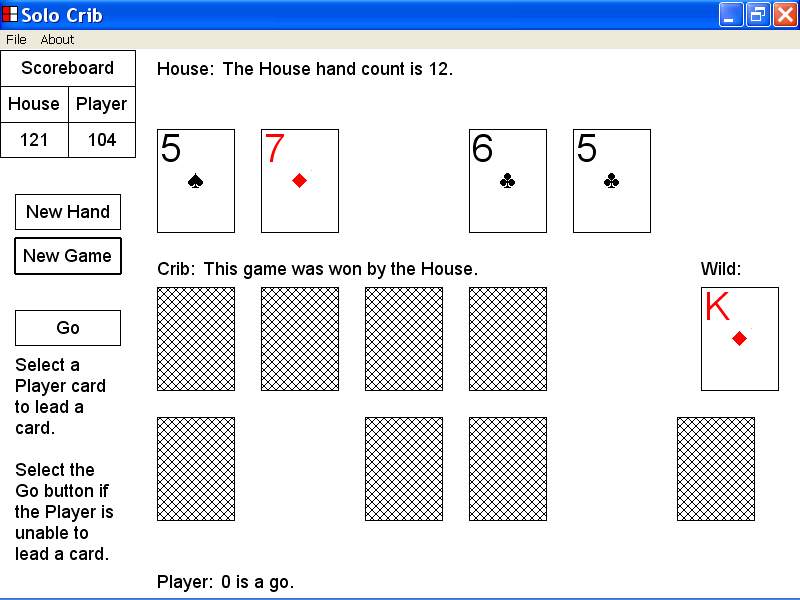 Solo Crib
File About
Scoreboard
House Player
121 104
House: The House hand count is 12.
5 7 6 5
New Hand
New Game
Crib: This game was won by the House.
Wild:
K
Go
Select a
Player card
to lead a
card.
Select the
Go button if
the Player is
unable to
lead a card.
Player: 0 is a go.